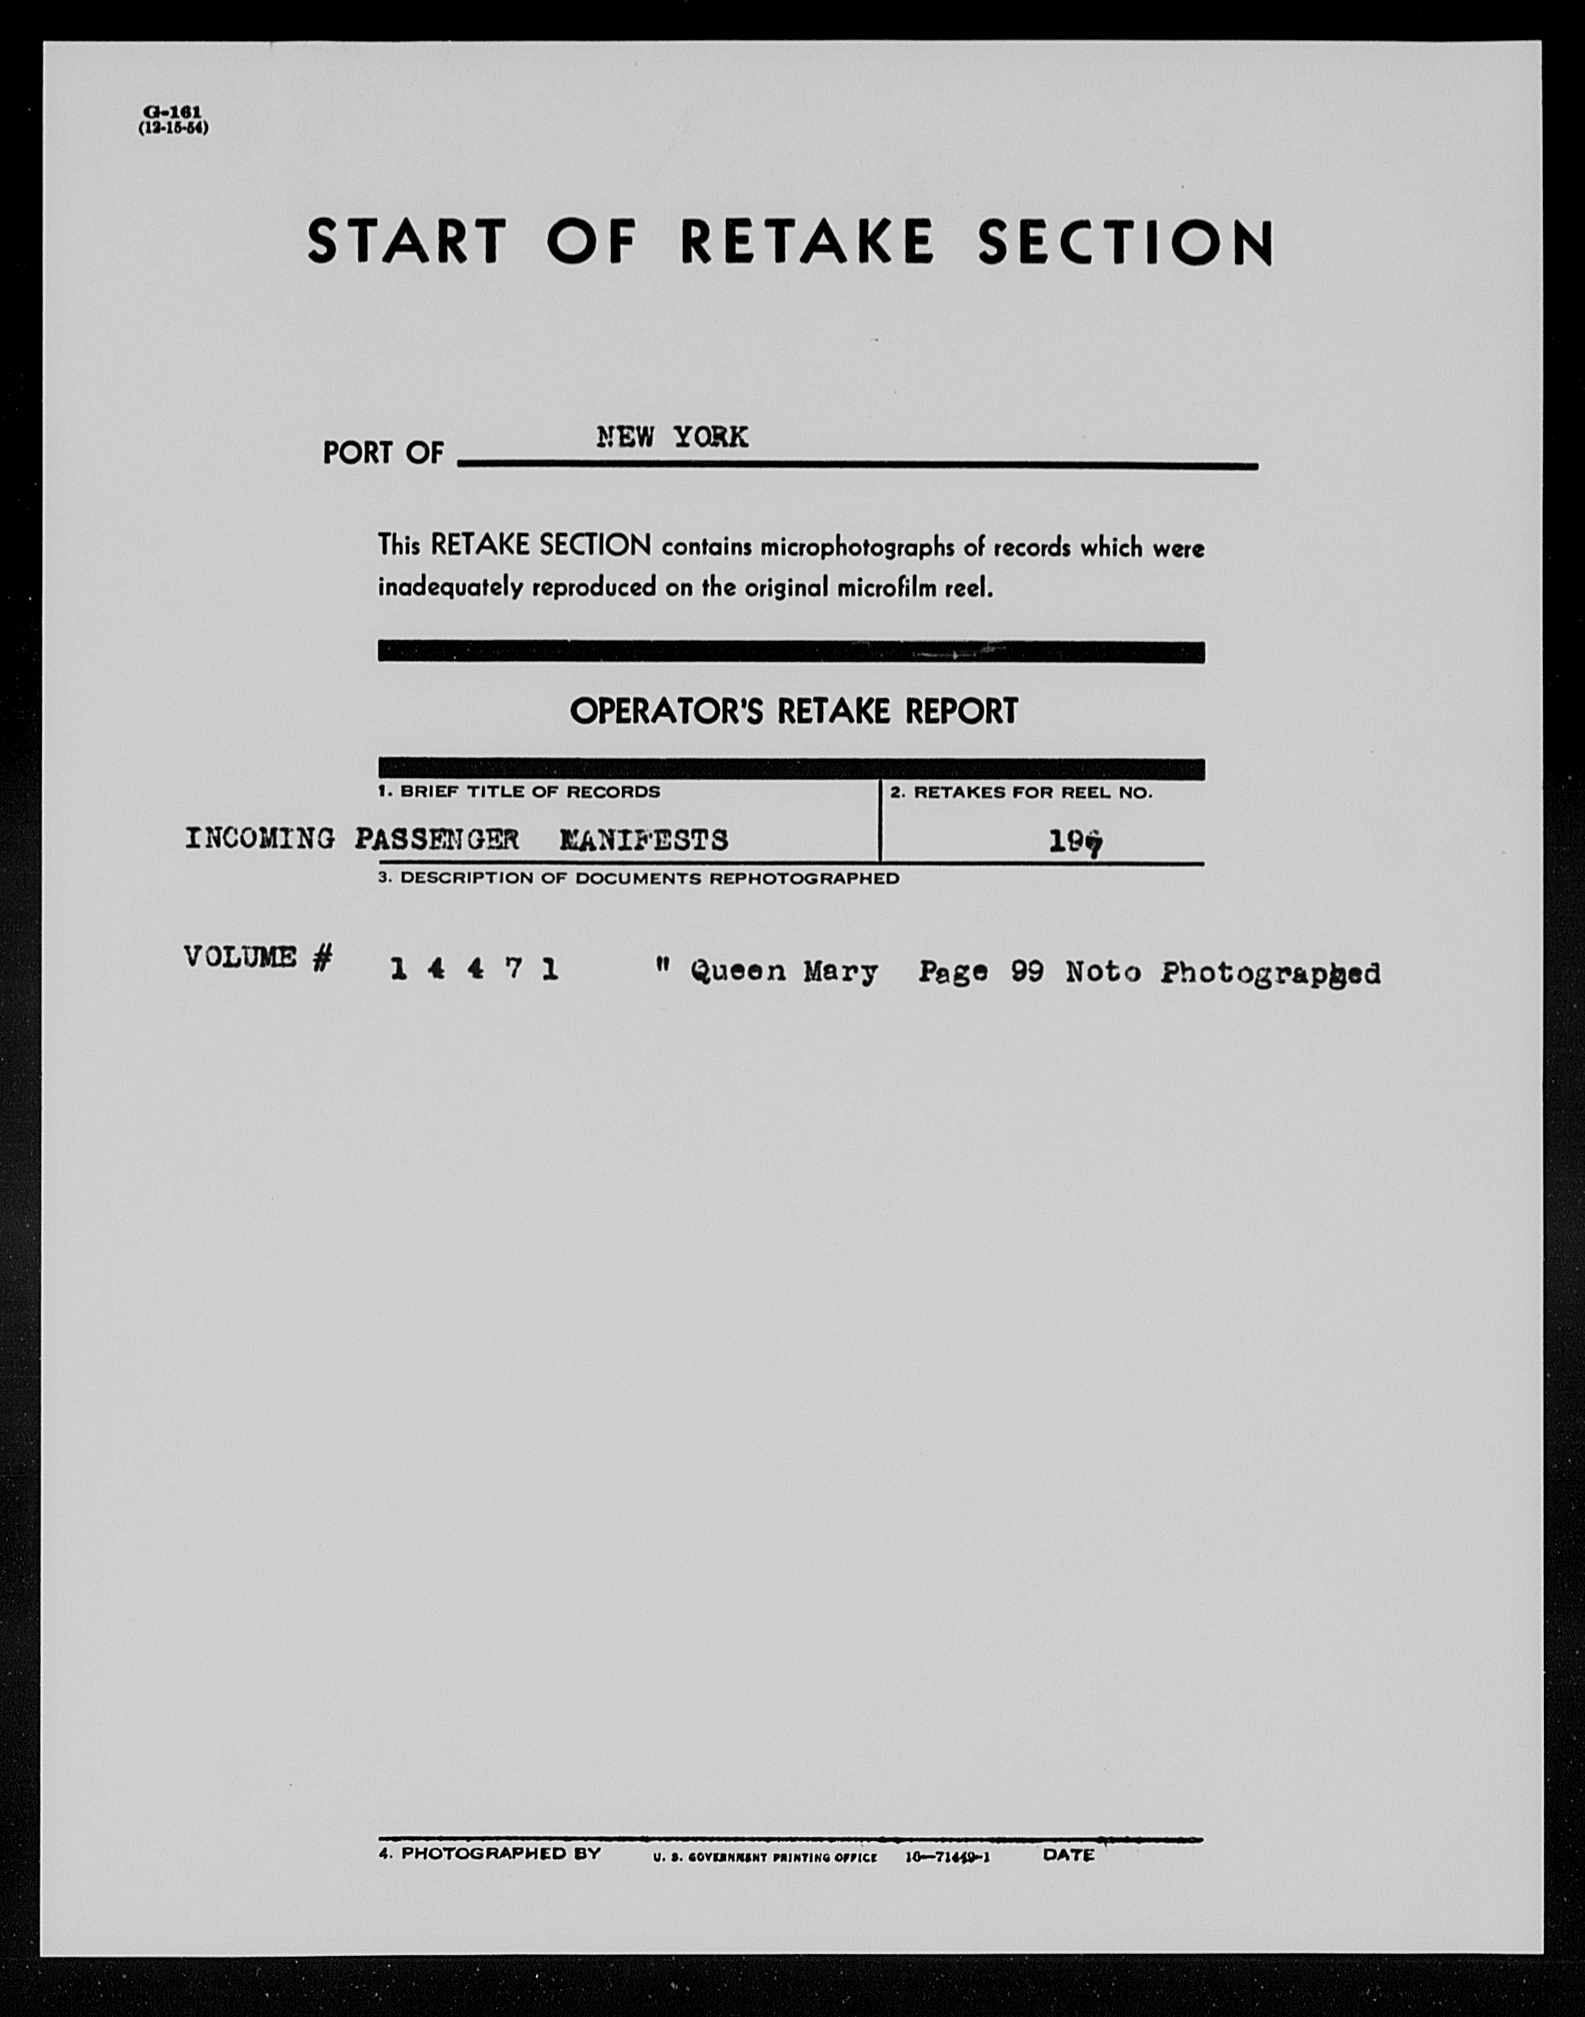 G-161
(12-15-54)
START OF RETAKE SECTION
PORT OF NEW YORK
This RETAKE SECTION contains microphotographs of records which were
inadequately reproduced on the original microfilm reel.
OPERATOR'S RETAKE REPORT
1. BRIEF TITLE OF RECORDS
2. RETAKES FOR REEL NO.
INCOMING PASSENGER MANIFESTS
3. DESCRIPTION OF DOCUMENTS REPHOTOGRAPHED
VOLUME # 1 4 4 7 1 " Queen Mary Page 99 Noto Photographed
4. PHOTOGRAPHED BY U. S. GOVERNMENT PRINTING OFFICE 16—71449-1 DATE